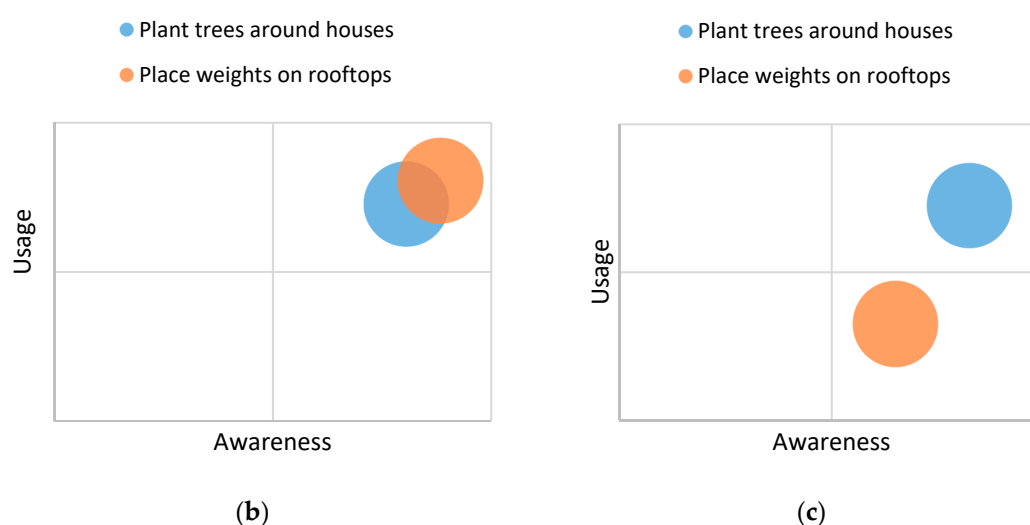 Plant trees around houses
Place weights on rooftops
Usage
Awareness
(b)
Plant trees around houses
Place weights on rooftops
Usage
Awareness
(c)